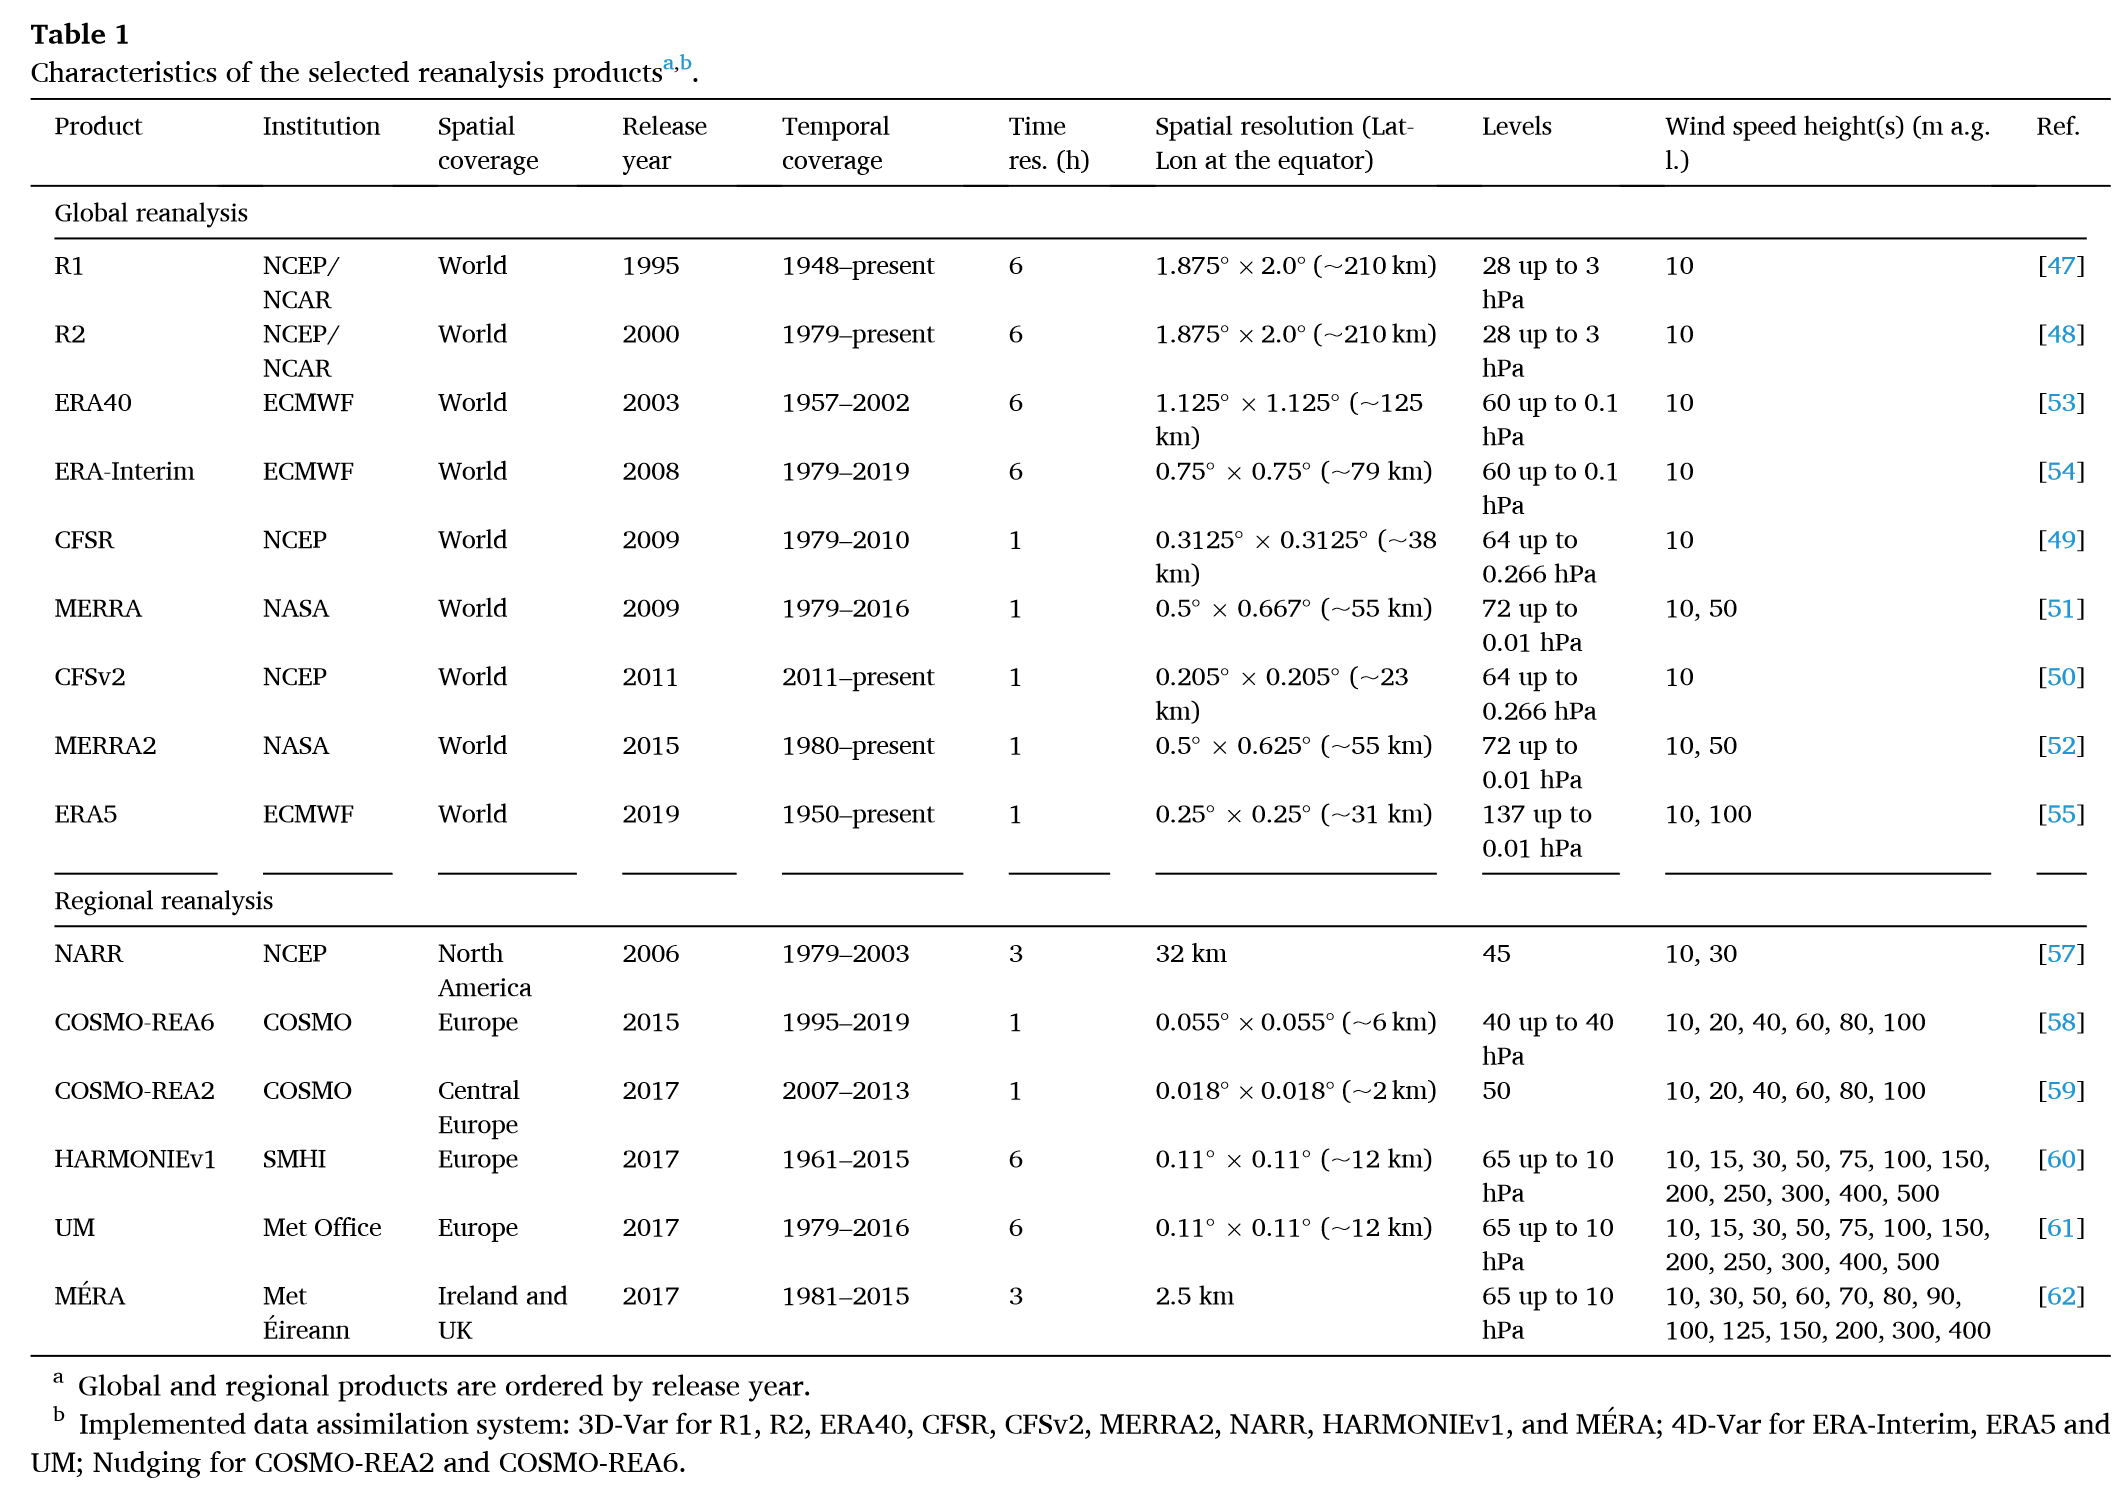 Table 1
Characteristics of the selected reanalysis products^a,b.
Product Institution Spatial coverage Release year Temporal coverage Time res. (h) Spatial resolution (Lat-Lon at the equator) Levels Wind speed height(s) (m a.g.l.) Ref.
Global reanalysis
R1 NCEP/NCAR World 1995 1948–present 6 1.875° × 2.0° (~210 km) 28 up to 3 hPa 10 [47]
R2 NCEP/NCAR World 2000 1979–present 6 1.875° × 2.0° (~210 km) 28 up to 3 hPa 10 [48]
ERA40 ECMWF World 2003 1957–2002 6 1.125° × 1.125° (~125 km) 60 up to 0.1 hPa 10 [53]
ERA-Interim ECMWF World 2008 1979–2019 6 0.75° × 0.75° (~79 km) 60 up to 0.1 hPa 10 [54]
CFSR NCEP World 2009 1979–2010 1 0.3125° × 0.3125° (~38 km) 64 up to 0.266 hPa 10 [49]
MERRA NASA World 2009 1979–2016 1 0.5° × 0.667° (~55 km) 72 up to 0.01 hPa 10, 50 [51]
CFSv2 NCEP World 2011 2011–present 1 0.205° × 0.205° (~23 km) 64 up to 0.266 hPa 10 [50]
MERRA2 NASA World 2015 1980–present 1 0.5° × 0.625° (~55 km) 72 up to 0.01 hPa 10, 50 [52]
ERA5 ECMWF World 2019 1950–present 1 0.25° × 0.25° (~31 km) 137 up to 0.01 hPa 10, 100 [55]
Regional reanalysis
NARR NCEP North America 2006 1979–2003 3 32 km 45 10, 30 [57]
COSMO-REA6 COSMO Europe 2015 1995–2019 1 0.055° × 0.055° (~6 km) 40 up to 40 hPa 10, 20, 40, 60, 80, 100 [58]
COSMO-REA2 COSMO Central Europe 2017 2007–2013 1 0.018° × 0.018° (~2 km) 50 10, 20, 40, 60, 80, 100 [59]
HARMONIEv1 SMHI Europe 2017 1961–2015 6 0.11° × 0.11° (~12 km) 65 up to 10 hPa 10, 15, 30, 50, 75, 100, 150, 200, 250, 300, 400, 500 [60]
UM Met Office Europe 2017 1979–2016 6 0.11° × 0.11° (~12 km) 65 up to 10 hPa 10, 15, 30, 50, 75, 100, 150, 200, 250, 300, 400, 500 [61]
MÉRA Met Éireann Ireland and UK 2017 1981–2015 3 2.5 km 65 up to 10 hPa 10, 30, 50, 60, 70, 80, 90, 100, 125, 150, 200, 300, 400 [62]
a Global and regional products are ordered by release year.
b Implemented data assimilation system: 3D-Var for R1, R2, ERA40, CFSR, CFSv2, MERRA2, NARR, HARMONIEv1, and MÉRA; 4D-Var for ERA-Interim, ERA5 and
UM; Nudging for COSMO-REA2 and COSMO-REA6.